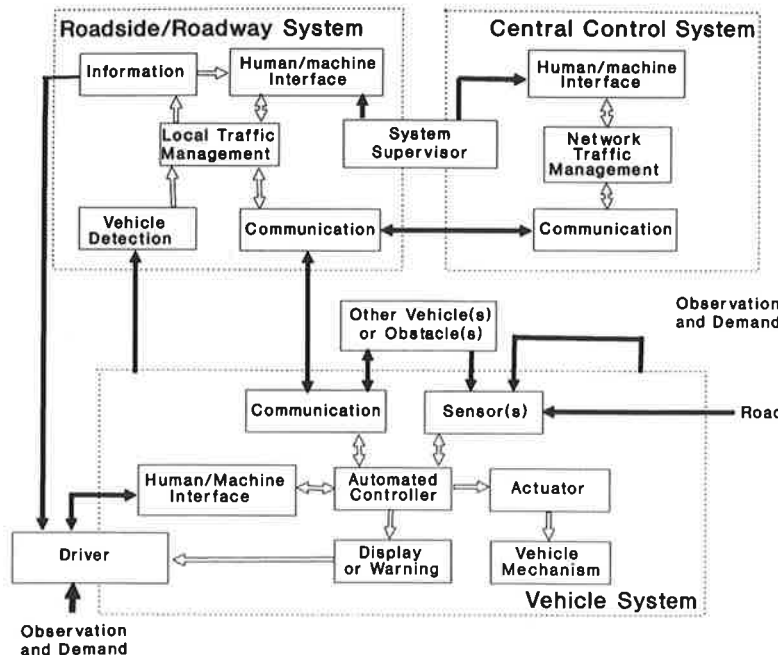 Roadside/Roadway System
Information
Human/machine
Interface
Local Traffic
Management
Vehicle
Detection
Communication
System
Supervisor
Central Control System
Human/machine
Interface
Network
Traffic
Management
Communication
Other Vehicle(s)
or Obstacle(s)
Observation
and Demand
Communication
Sensor(s)
Road
Human/Machine
Interface
Automated
Controller
Actuator
Driver
Display
or Warning
Vehicle
Mechanism
Vehicle System
Observation
and Demand